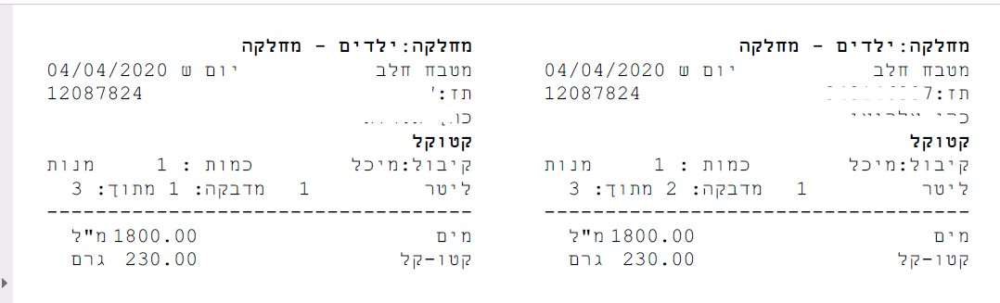 מחלקה:ילדים - מחלקה
מטבח חלב יום ש 04/04/2020
תז:7 12087824
קטוקל
קיבול:מיכל כמות : 1 מנות
ליטר 1 מדבקה: 2 מתוך: 3
------------------------------------
מים 1800.00 מ"ל
קטו-קל 230.00 גרם
מחלקה:ילדים - מחלקה
מטבח חלב יום ש 04/04/2020
תז:' 12087824
קטוקל
קיבול:מיכל כמות : 1 מנות
ליטר 1 מדבקה: 1 מתוך: 3
------------------------------------
מים 1800.00 מ"ל
קטו-קל 230.00 גרם